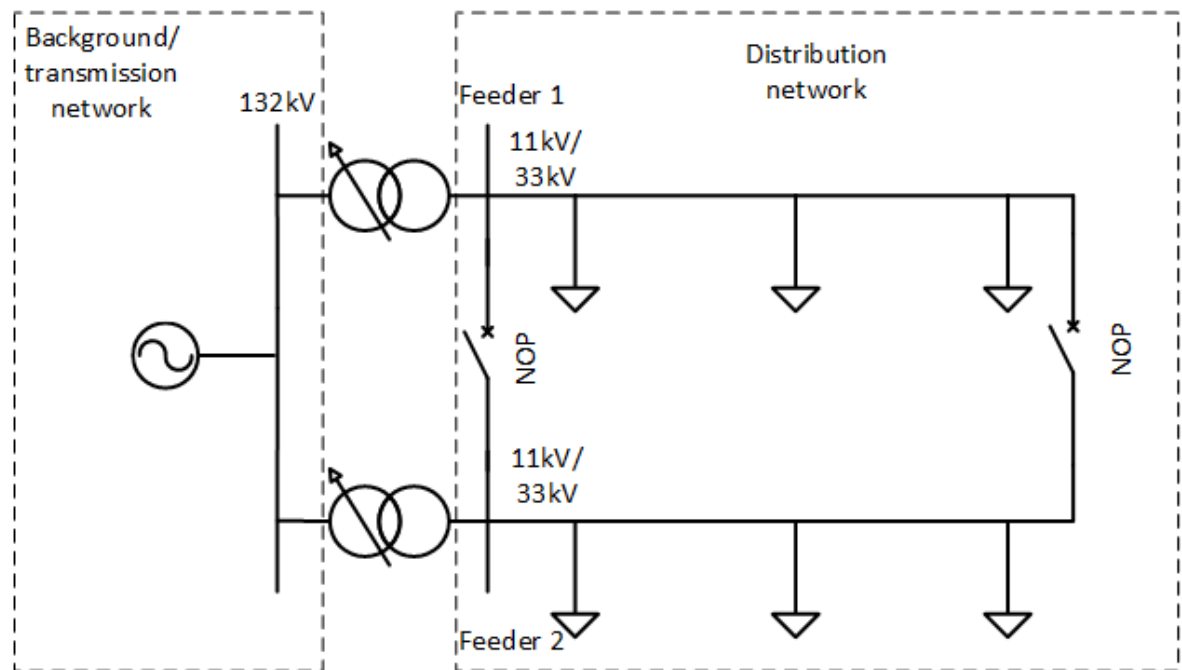 Background/
transmission
network
132kV
Feeder 1
11kV/
33kV
Distribution
network
NOP
NOP
11kV/
33kV
Feeder 2